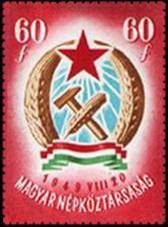 60 60
f f
1949 VIII 20
MAGYAR NÉPKÖZTÁRSASÁG